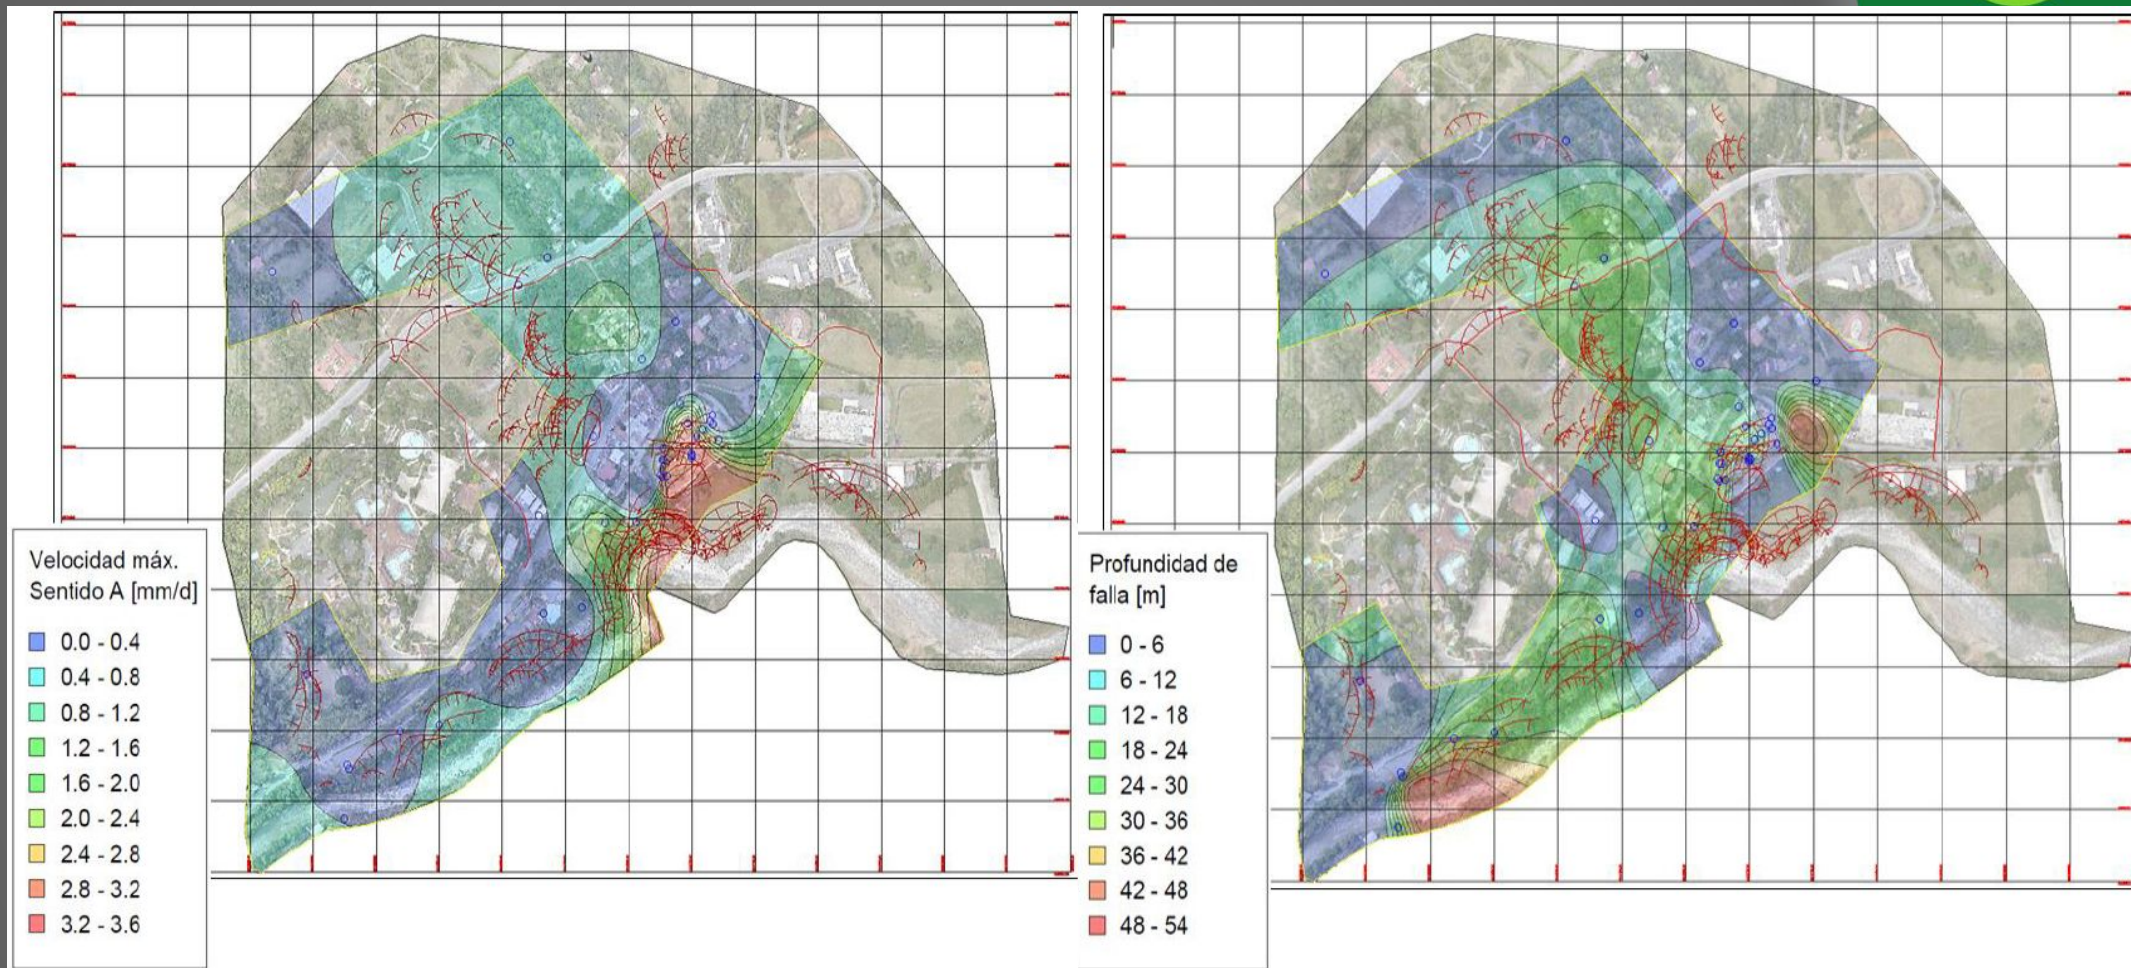 Velocidad máx.
Sentido A [mm/d]
0.0 - 0.4
0.4 - 0.8
0.8 - 1.2
1.2 - 1.6
1.6 - 2.0
2.0 - 2.4
2.4 - 2.8
2.8 - 3.2
3.2 - 3.6
Profundidad de
falla [m]
0 - 6
6 - 12
12 - 18
18 - 24
24 - 30
30 - 36
36 - 42
42 - 48
48 - 54